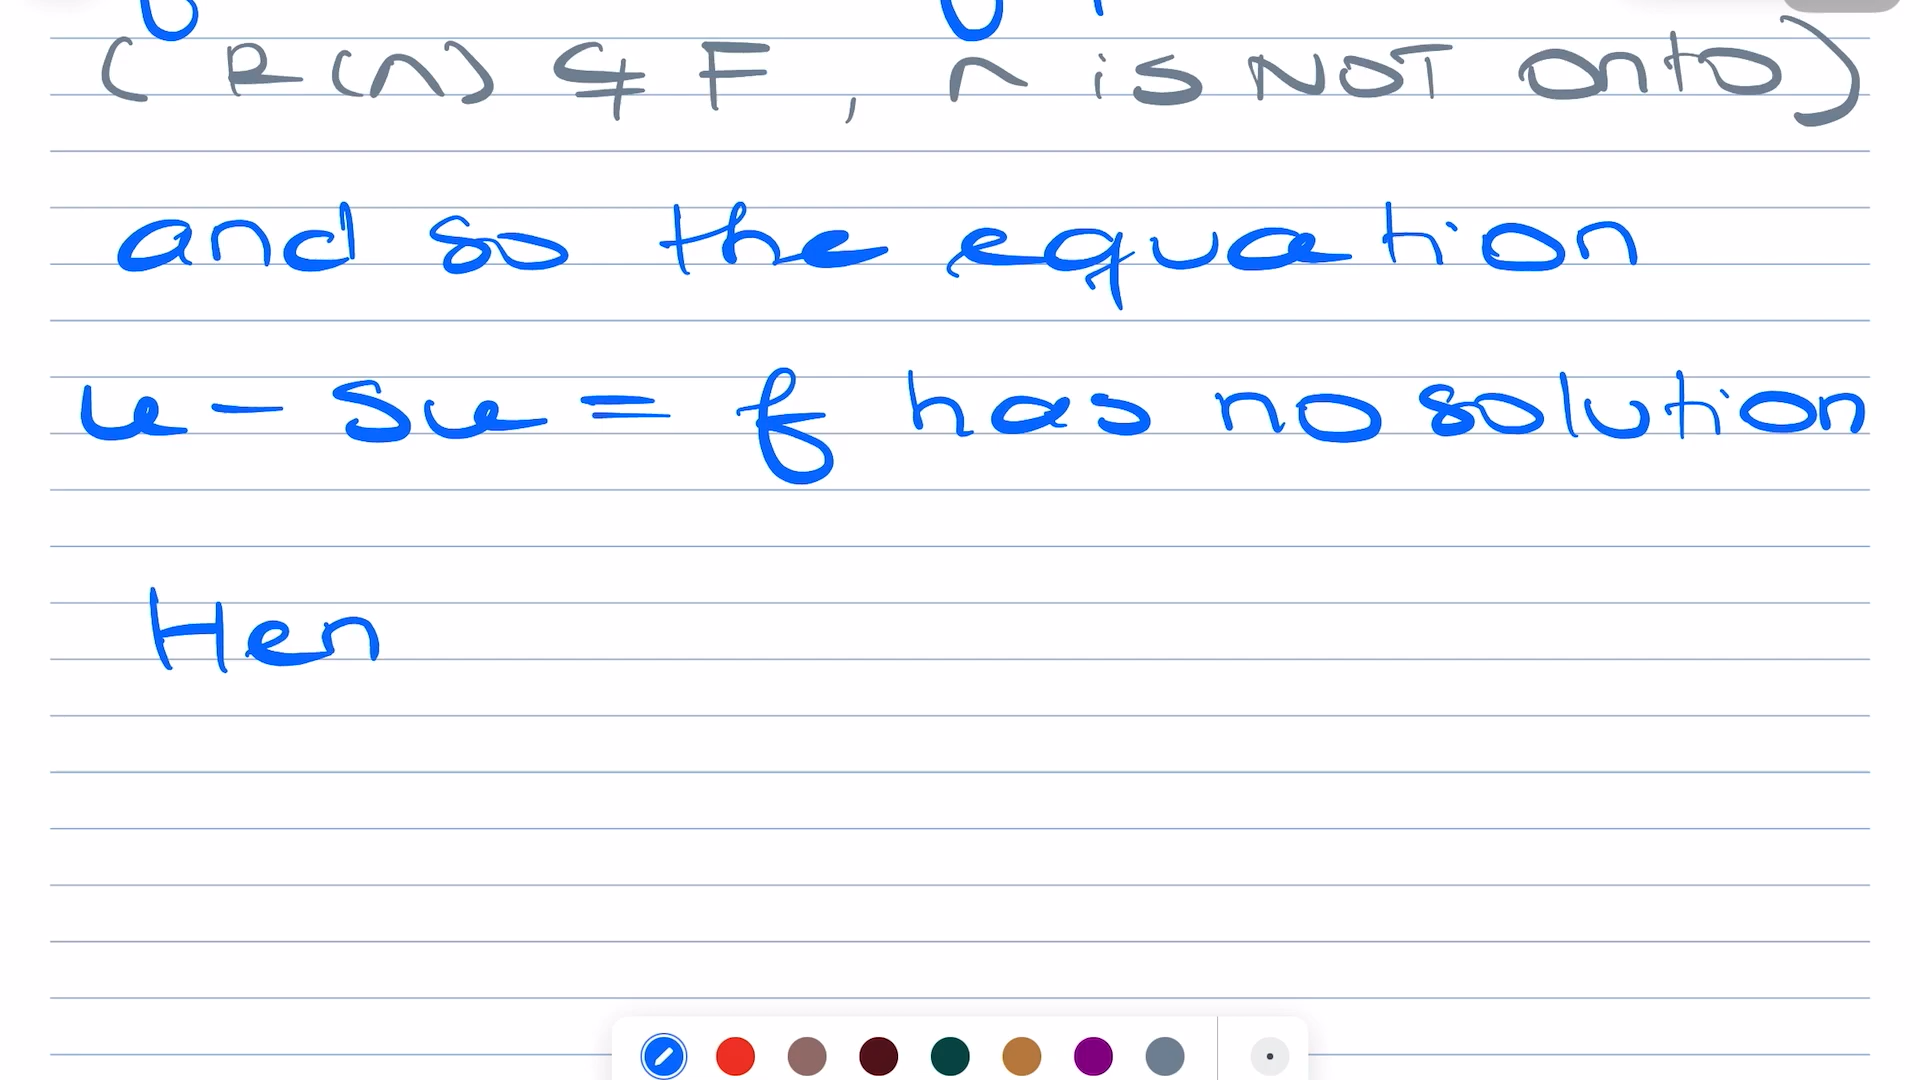 (R(n) ⊊ F, n is NOT onto)
and so the equation
u - Su = f has no solution
Hen